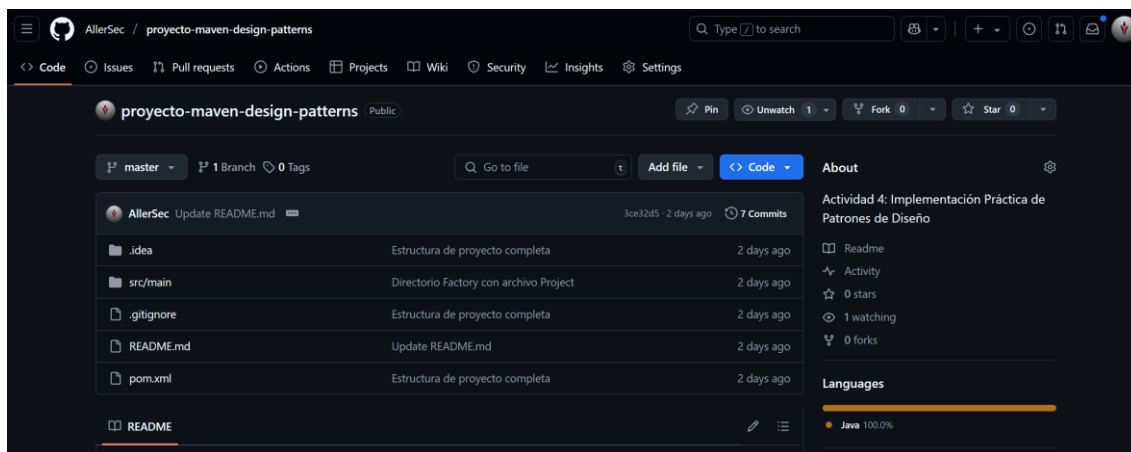 AllerSec / proyecto-maven-design-patterns
Type / to search
Code Issues Pull requests Actions Projects Wiki Security Insights Settings
proyecto-maven-design-patterns Public
Pin Unwatch 1 Fork 0 Star 0
master 1 Branch 0 Tags
Go to file t Add file Code
AllerSec Update README.md 3ce32d5 · 2 days ago 7 Commits
.idea Estructura de proyecto completa 2 days ago
src/main Directorio Factory con archivo Project 2 days ago
.gitignore Estructura de proyecto completa 2 days ago
README.md Update README.md 2 days ago
pom.xml Estructura de proyecto completa 2 days ago
README
About
Actividad 4: Implementación Práctica de
Patrones de Diseño
Readme
Activity
0 stars
1 watching
0 forks
Languages
Java 100.0%